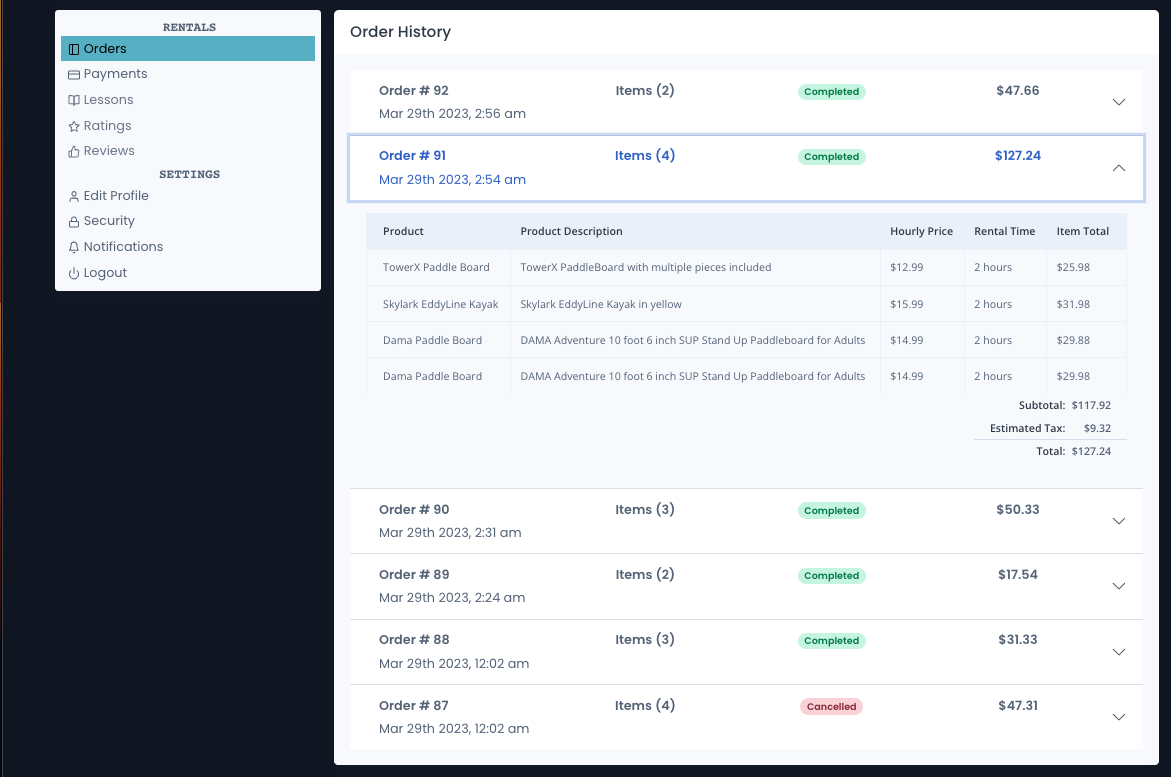 RENTALS
Orders
Payments
Lessons
Ratings
Reviews
SETTINGS
Edit Profile
Security
Notifications
Logout
Order History
Order # 92 Items (2) Completed $47.66
Mar 29th 2023, 2:56 am
Order # 91 Items (4) Completed $127.24
Mar 29th 2023, 2:54 am
Product Product Description Hourly Price Rental Time Item Total
TowerX Paddle Board TowerX PaddleBoard with multiple pieces included $12.99 2 hours $25.98
Skylark EddyLine Kayak Skylark EddyLine Kayak in yellow $15.99 2 hours $31.98
Dama Paddle Board DAMA Adventure 10 foot 6 inch SUP Stand Up Paddleboard for Adults $14.99 2 hours $29.88
Dama Paddle Board DAMA Adventure 10 foot 6 inch SUP Stand Up Paddleboard for Adults $14.99 2 hours $29.98
Subtotal: $117.92
Estimated Tax: $9.32
Total: $127.24
Order # 90 Items (3) Completed $50.33
Mar 29th 2023, 2:31 am
Order # 89 Items (2) Completed $17.54
Mar 29th 2023, 2:24 am
Order # 88 Items (3) Completed $31.33
Mar 29th 2023, 12:02 am
Order # 87 Items (4) Cancelled $47.31
Mar 29th 2023, 12:02 am